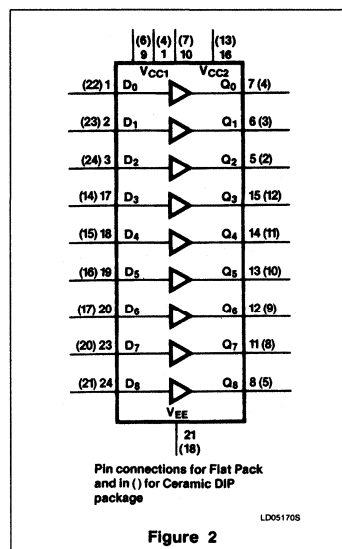 (6) (4) (7) (13)
9 1 10 16
VCC1 VCC2
(22) 1 D0 Q0 7 (4)
(23) 2 D1 Q1 6 (3)
(24) 3 D2 Q2 5 (2)
(14) 17 D3 Q3 15 (12)
(15) 18 D4 Q4 14 (11)
(16) 19 D5 Q5 13 (10)
(17) 20 D6 Q6 12 (9)
(20) 23 D7 Q7 11 (8)
(21) 24 D8 Q8 8 (5)
VEE
21
(18)
Pin connections for Flat Pack
and in ( ) for Ceramic DIP
package
LD05170S
Figure 2